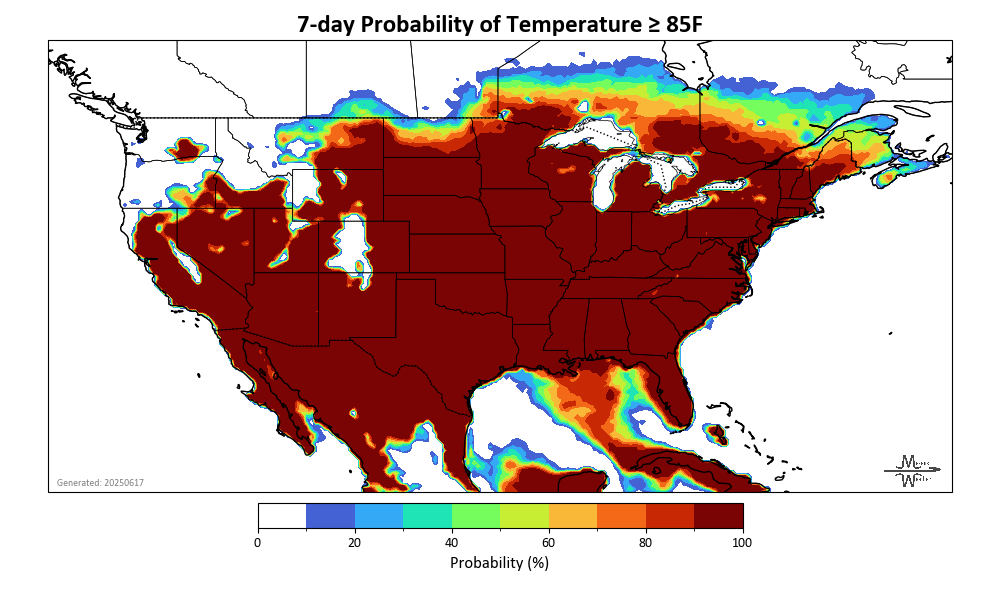 7-day Probability of Temperature ≥ 85F
Generated: 20250617
0 20 40 60 80 100
Probability (%)